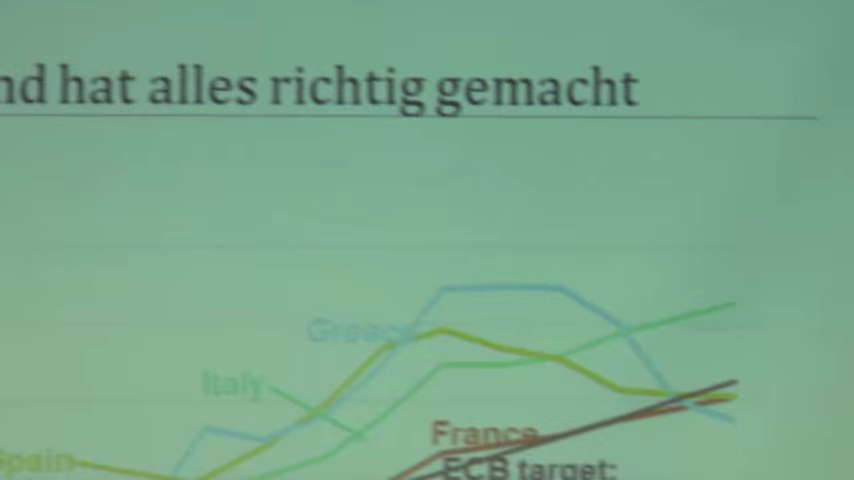 nd hat alles richtig gemacht
Greece
Italy
France
Spain
ECB target: